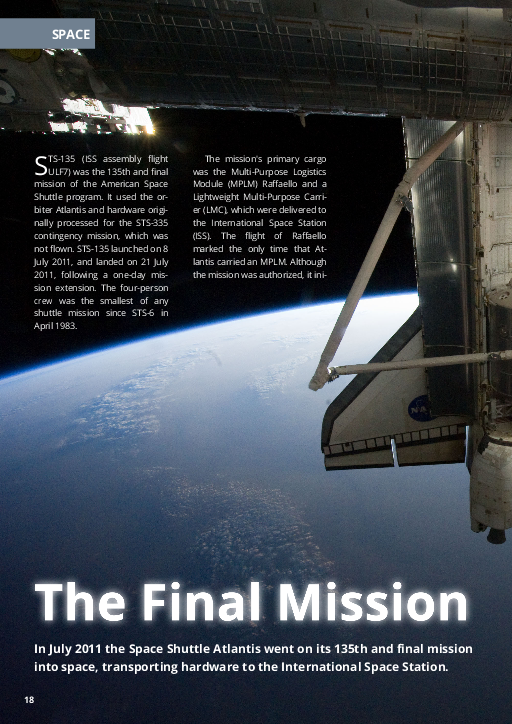 SPACE
STS-135 (ISS assembly flight
ULF7) was the 135th and final
mission of the American Space
Shuttle program. It used the or-
biter Atlantis and hardware origi-
nally processed for the STS-335
contingency mission, which was
not flown. STS-135 launched on 8
July 2011, and landed on 21 July
2011, following a one-day mis-
sion extension. The four-person
crew was the smallest of any
shuttle mission since STS-6 in
April 1983.
The mission's primary cargo
was the Multi-Purpose Logistics
Module (MPLM) Raffaello and a
Lightweight Multi-Purpose Carri-
er (LMC), which were delivered to
the International Space Station
(ISS). The flight of Raffaello
marked the only time that At-
lantis carried an MPLM. Although
the mission was authorized, it ini-
The Final Mission
In July 2011 the Space Shuttle Atlantis went on its 135th and final mission
into space, transporting hardware to the International Space Station.
18